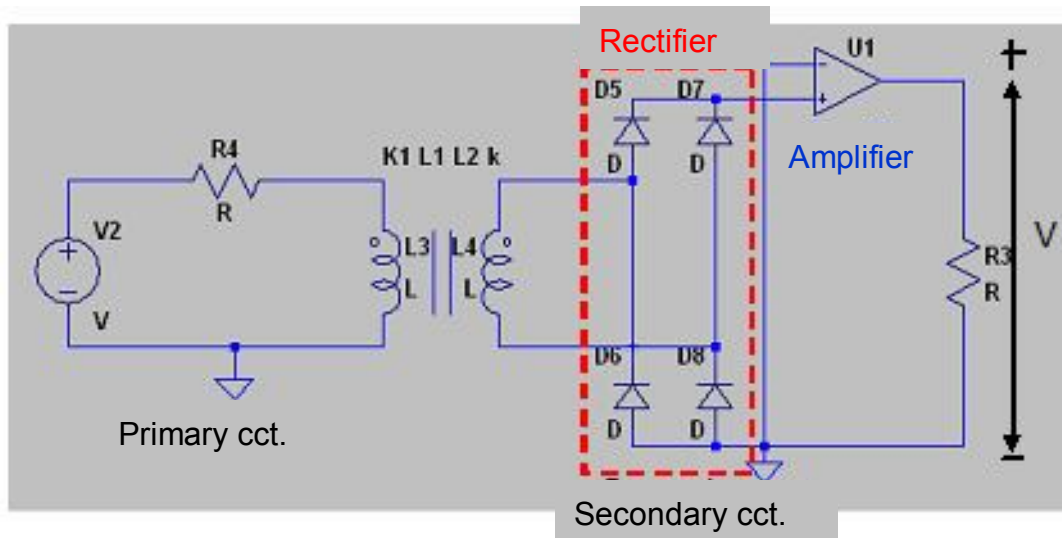 Rectifier
U1
D5 D7
R4
K1 L1 L2 k
D D
Amplifier
R
V2
L3 L4
V
R3
L L
R
V
D6 D8
Primary cct.
D D
Secondary cct.